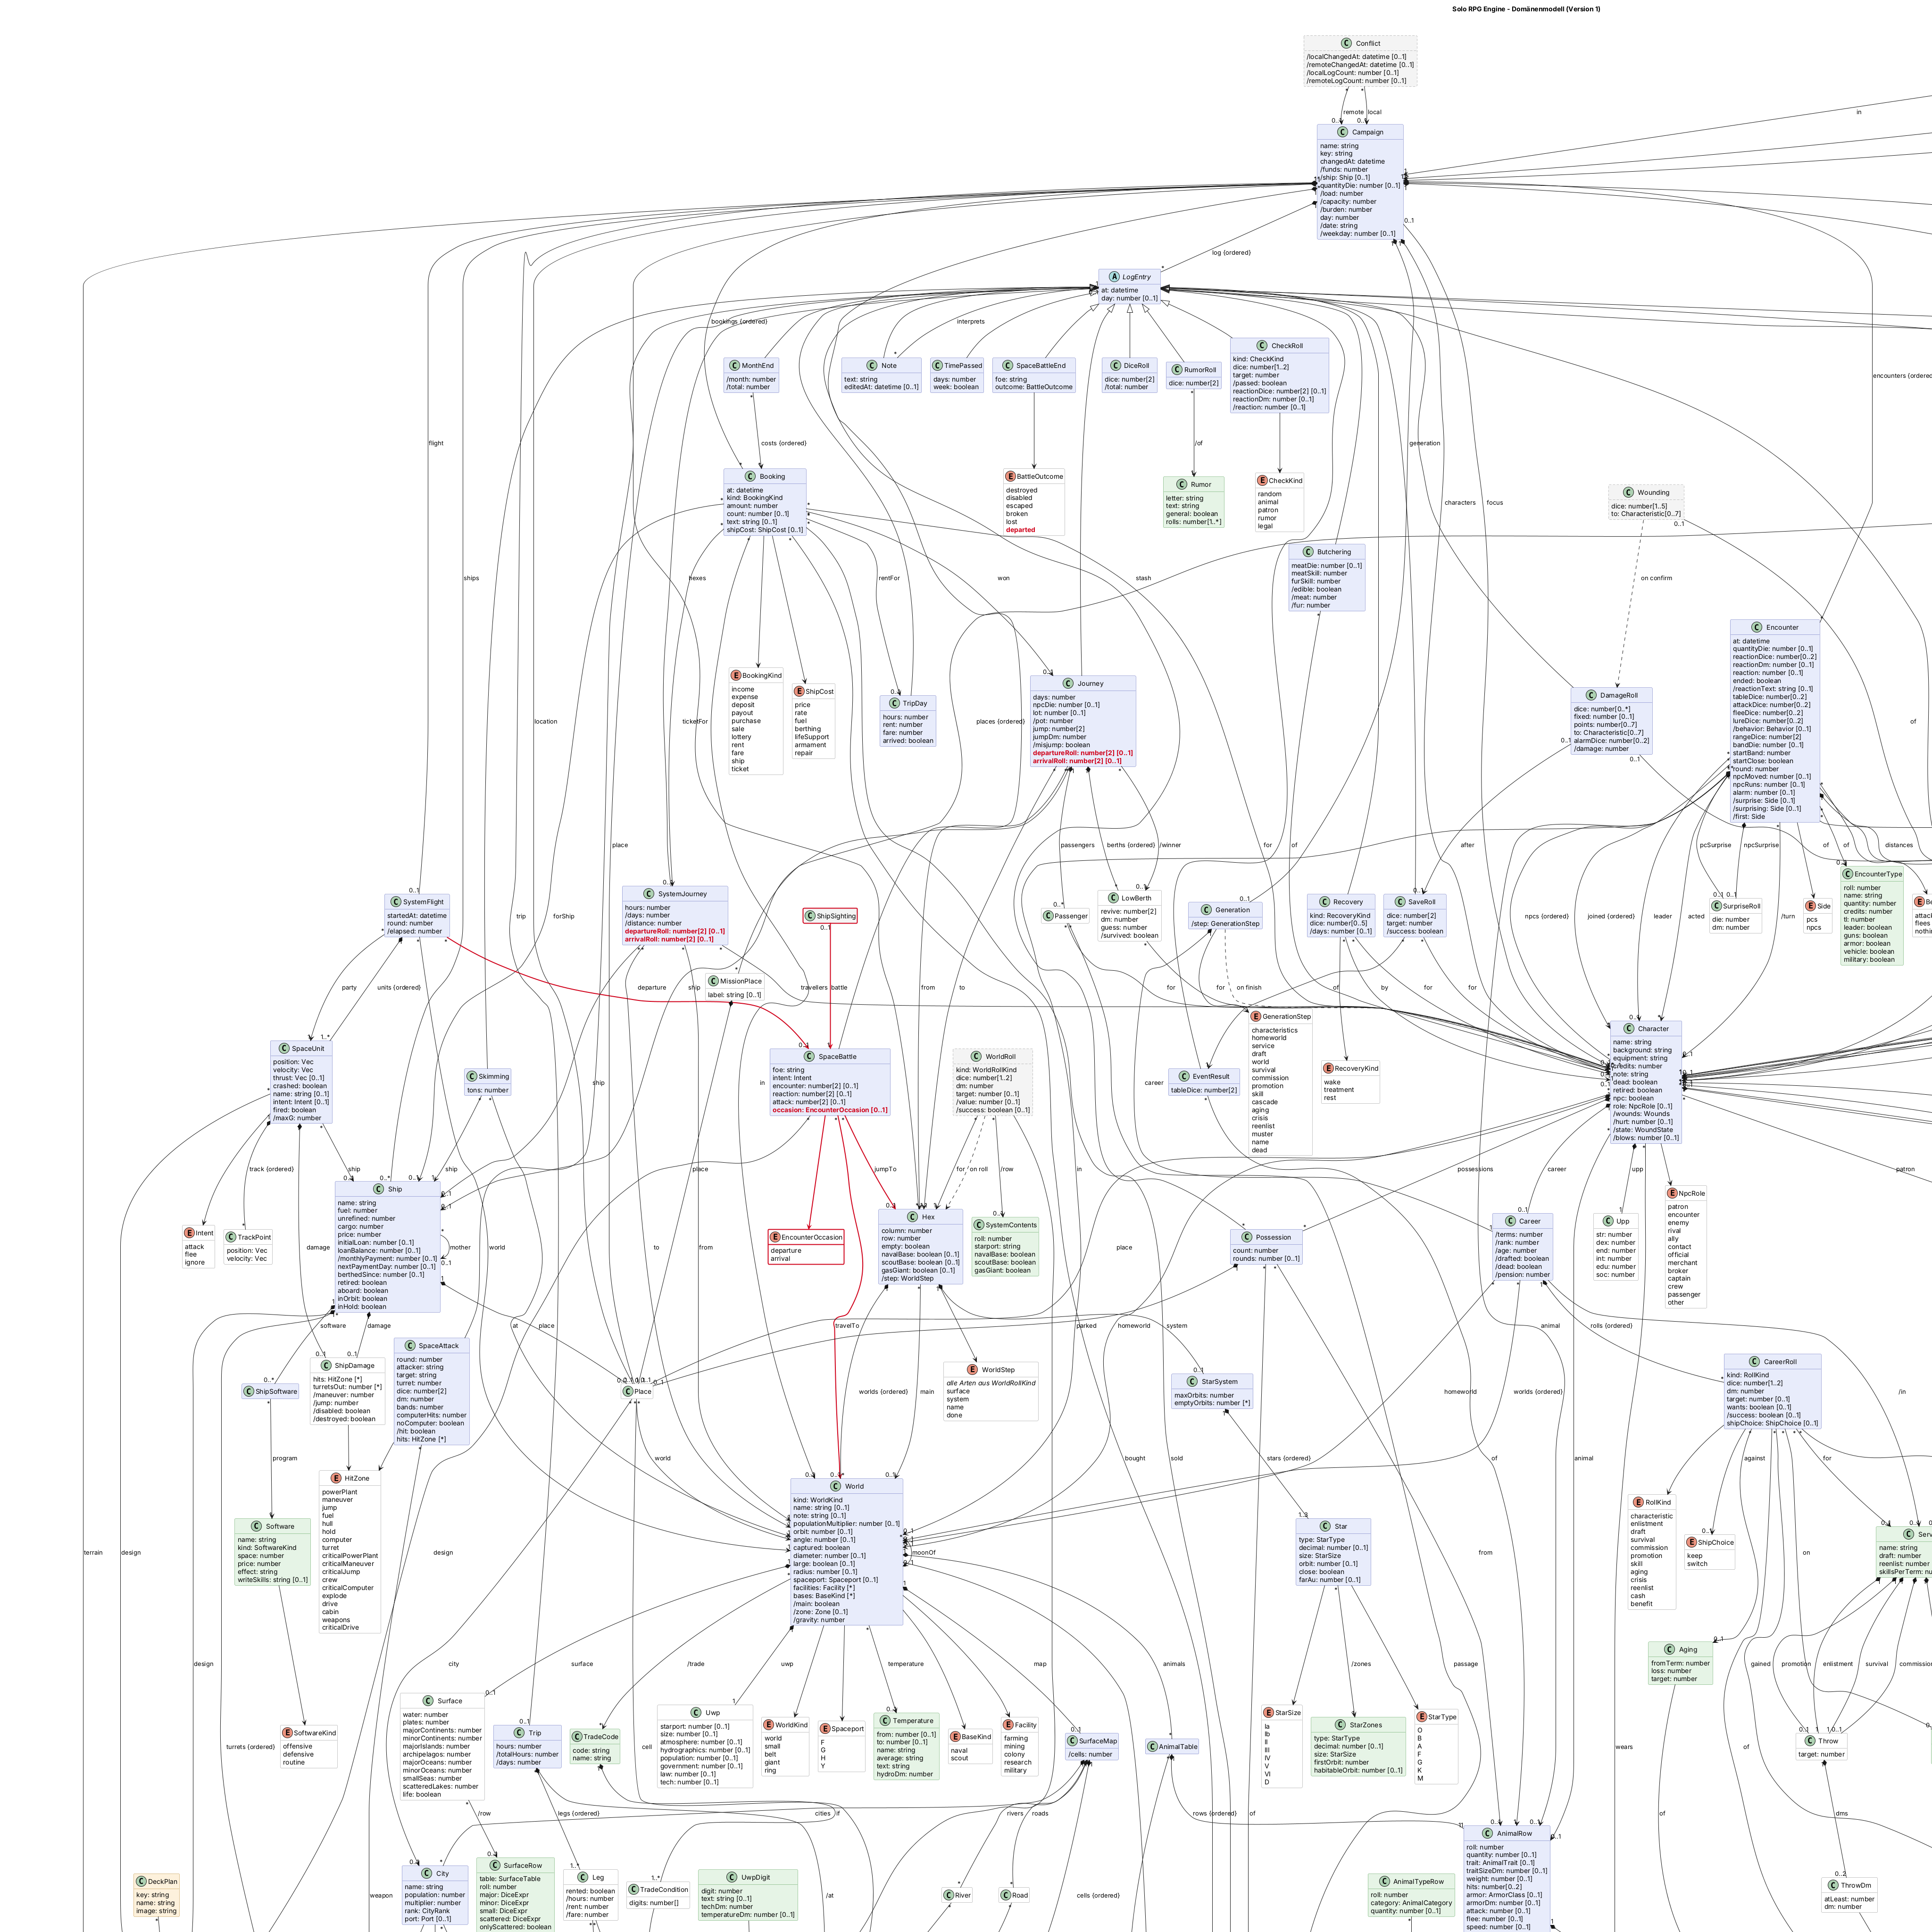 Solo RPG Engine - Domänenmodell (Version 1)
Conflict
/localChangedAt: datetime [0..1]
/remoteChangedAt: datetime [0..1]
/localLogCount: number [0..1]
/remoteLogCount: number [0..1]
remote
local
in
Campaign
name: string
key: string
changedAt: datetime
/funds: number
/ship: Ship [0..1]
quantityDie: number [0..1]
/load: number
/capacity: number
/burden: number
day: number
/date: string
/weekday: number [0..1]
log {ordered}
LogEntry
at: datetime
day: number [0..1]
bookings {ordered}
interprets
encounters {ordered
MonthEnd
/month: number
/total: number
Note
text: string
editedAt: datetime [0..1]
TimePassed
days: number
week: boolean
SpaceBattleEnd
foe: string
outcome: BattleOutcome
DiceRoll
dice: number[2]
/total: number
RumorRoll
dice: number[2]
CheckRoll
kind: CheckKind
dice: number[1..2]
target: number
/passed: boolean
reactionDice: number[2] [0..1]
reactionDm: number [0..1]
/reaction: number [0..1]
flight
costs {ordered}
/of
generation
Booking
at: datetime
kind: BookingKind
amount: number
count: number [0..1]
text: string [0..1]
shipCost: ShipCost [0..1]
BattleOutcome
destroyed
disabled
escaped
broken
lost
departed
Rumor
letter: string
text: string
general: boolean
rolls: number[1..*]
CheckKind
random
animal
patron
rumor
legal
characters
focus
Wounding
dice: number[1..5]
to: Characteristic[0..7]
ships
hexes
rentFor
won
stash
on confirm
Butchering
meatDie: number [0..1]
meatSkill: number
furSkill: number
/edible: boolean
/meat: number
/fur: number
Encounter
at: datetime
quantityDie: number [0..1]
reactionDice: number[0..2]
reactionDm: number [0..1]
reaction: number [0..1]
ended: boolean
/reactionText: string [0..1]
tableDice: number[0..2]
attackDice: number[0..2]
fleeDice: number[0..2]
lureDice: number[0..2]
/behavior: Behavior [0..1]
rangeDice: number[2]
bandDie: number [0..1]
startBand: number
startClose: boolean
round: number
npcMoved: number [0..1]
npcRuns: number [0..1]
alarm: number [0..1]
/surprise: Side [0..1]
/surprising: Side [0..1]
/first: Side
BookingKind
income
expense
deposit
payout
purchase
sale
lottery
rent
fare
ship
ticket
ShipCost
price
rate
fuel
berthing
lifeSupport
armament
repair
TripDay
hours: number
rent: number
fare: number
arrived: boolean
Journey
days: number
npcDie: number [0..1]
lot: number [0..1]
/pot: number
jump: number[2]
jumpDm: number
/misjump: boolean
departureRoll: number[2] [0..1]
arrivalRoll: number[2] [0..1]
DamageRoll
dice: number[0..*]
fixed: number [0..1]
points: number[0..7]
to: Characteristic[0..7]
alarmDice: number[0..2]
/damage: number
location
ticketFor
places {ordered}
of
trip
forShip
place
passengers
berths {ordered}
/winner
for
of
after
of
pcSurprise
npcSurprise
of
distances
SystemFlight
startedAt: datetime
round: number
/elapsed: number
SystemJourney
hours: number
/days: number
/distance: number
departureRoll: number[2] [0..1]
arrivalRoll: number[2] [0..1]
ShipSighting
Passenger
LowBerth
revive: number[2]
dm: number
guess: number
/survived: boolean
Generation
/step: GenerationStep
Recovery
kind: RecoveryKind
dice: number[0..5]
/days: number [0..1]
SaveRoll
dice: number[2]
target: number
/success: boolean
npcs {ordered}
joined {ordered}
leader
acted
/turn
SurpriseRoll
die: number
dm: number
Side
pcs
npcs
EncounterType
roll: number
name: string
quantity: number
credits: number
tl: number
leader: boolean
guns: boolean
armor: boolean
vehicle: boolean
military: boolean
party
units {ordered}
MissionPlace
label: string [0..1]
departure
ship
travellers
battle
from
to
for
for
on finish
of
by
for
for
SpaceUnit
position: Vec
velocity: Vec
thrust: Vec [0..1]
crashed: boolean
name: string [0..1]
intent: Intent [0..1]
fired: boolean
/maxG: number
Skimming
tons: number
ship
in
SpaceBattle
foe: string
intent: Intent
encounter: number[2] [0..1]
reaction: number[2] [0..1]
attack: number[2] [0..1]
occasion: EncounterOccasion [0..1]
WorldRoll
kind: WorldRollKind
dice: number[1..2]
dm: number
target: number [0..1]
/value: number [0..1]
/success: boolean [0..1]
career
EventResult
tableDice: number[2]
GenerationStep
characteristics
homeworld
service
draft
world
survival
commission
promotion
skill
cascade
aging
crisis
reenlist
muster
name
dead
RecoveryKind
wake
treatment
rest
Character
name: string
background: string
equipment: string
credits: number
note: string
dead: boolean
retired: boolean
npc: boolean
role: NpcRole [0..1]
/wounds: Wounds
/hurt: number [0..1]
/state: WoundState
/blows: number [0..1]
track {ordered}
ship
ship
place
jumpTo
for
on roll
/row
in
possessions
career
upp
patron
Intent
attack
flee
ignore
TrackPoint
position: Vec
velocity: Vec
damage
Ship
name: string
fuel: number
unrefined: number
cargo: number
price: number
initialLoan: number [0..1]
loanBalance: number [0..1]
/monthlyPayment: number [0..1]
nextPaymentDay: number [0..1]
berthedSince: number [0..1]
retired: boolean
aboard: boolean
inOrbit: boolean
inHold: boolean
mother
world
to
from
EncounterOccasion
departure
arrival
Hex
column: number
row: number
empty: boolean
navalBase: boolean [0..1]
scoutBase: boolean [0..1]
gasGiant: boolean [0..1]
/step: WorldStep
SystemContents
roll: number
starport: string
navalBase: boolean
scoutBase: boolean
gasGiant: boolean
place
Possession
count: number
rounds: number [0..1]
Career
/terms: number
/rank: number
/age: number
/drafted: boolean
/dead: boolean
/pension: number
Upp
str: number
dex: number
end: number
int: number
edu: number
soc: number
NpcRole
patron
encounter
enemy
rival
ally
contact
official
merchant
broker
captain
crew
passenger
other
software
damage
place
at
travelTo
parked
homeworld
system
animal
rolls {ordered}
SpaceAttack
round: number
attacker: string
target: string
turret: number
dice: number[2]
dm: number
bands: number
computerHits: number
noComputer: boolean
/hit: boolean
hits: HitZone [*]
ShipSoftware
ShipDamage
hits: HitZone [*]
turretsOut: number [*]
/maneuver: number
/jump: number
/disabled: boolean
/destroyed: boolean
Place
worlds {ordered}
main
WorldStep
alle Arten aus WorldRollKind
surface
system
name
done
StarSystem
maxOrbits: number
emptyOrbits: number [*]
homeworld
worlds {ordered}
/in
CareerRoll
kind: RollKind
dice: number[1..2]
dm: number
target: number [0..1]
wants: boolean [0..1]
/success: boolean [0..1]
shipChoice: ShipChoice [0..1]
program
world
stars {ordered}
bought
sold
of
animal
against
for
HitZone
powerPlant
maneuver
jump
fuel
hull
hold
computer
turret
criticalPowerPlant
criticalManeuver
criticalJump
crew
criticalComputer
explode
drive
cabin
weapons
criticalDrive
World
kind: WorldKind
name: string [0..1]
note: string [0..1]
populationMultiplier: number [0..1]
orbit: number [0..1]
angle: number [0..1]
captured: boolean
diameter: number [0..1]
large: boolean [0..1]
radius: number [0..1]
spaceport: Spaceport [0..1]
facilities: Facility [*]
bases: BaseKind [*]
/main: boolean
/zone: Zone [0..1]
/gravity: number
moonOf
RollKind
characteristic
enlistment
draft
survival
commission
promotion
skill
aging
crisis
reenlist
cash
benefit
ShipChoice
keep
switch
Software
name: string
kind: SoftwareKind
space: number
price: number
effect: string
writeSkills: string [0..1]
Star
type: StarType
decimal: number [0..1]
size: StarSize
orbit: number [0..1]
close: boolean
farAu: number [0..1]
name: string
draft: number
reenlist: number
terrain
design
design
design
from
on
city
surface
/trade
uwp
temperature
map
animals
/zones
passage
wears
gained
promotion
enlistment
survival
commission
Aging
fromTerm: number
loss: number
target: number
SoftwareKind
offensive
defensive
routine
turrets {ordered}
Surface
water: number
plates: number
majorContinents: number
minorContinents: number
majorIslands: number
archipelagos: number
majorOceans: number
minorOceans: number
smallSeas: number
scatteredLakes: number
life: boolean
Trip
hours: number
/totalHours: number
/days: number
TradeCode
code: string
name: string
cell
Uwp
starport: number [0..1]
size: number [0..1]
atmosphere: number [0..1]
hydrographics: number [0..1]
population: number [0..1]
government: number [0..1]
law: number [0..1]
tech: number [0..1]
WorldKind
world
small
belt
giant
ring
Spaceport
F
G
H
Y
Temperature
from: number [0..1]
to: number [0..1]
name: string
average: string
text: string
hydroDm: number
BaseKind
naval
scout
Facility
farming
mining
colony
research
military
SurfaceMap
/cells: number
AnimalTable
StarSize
Ia
Ib
II
III
IV
V
VI
D
StarZones
type: StarType
decimal: number [0..1]
size: StarSize
firstOrbit: number
habitableOrbit: number [0..1]
StarType
O
B
A
F
G
K
M
Throw
target: number
/row
legs {ordered}
cities
if
rivers
roads
rows {ordered}
of
of
of
dms
weapon
/at
cells {ordered}
DeckPlan
key: string
name: string
image: string
City
name: string
population: number
multiplier: number
rank: CityRank
port: Port [0..1]
SurfaceRow
table: SurfaceTable
roll: number
major: DiceExpr
minor: DiceExpr
small: DiceExpr
scattered: DiceExpr
onlyScattered: boolean
Leg
rented: boolean
/hours: number
/rent: number
/fare: number
TradeCondition
digits: number[]
UwpDigit
digit: number
text: string [0..1]
techDm: number
temperatureDm: number [0..1]
River
Road
AnimalTypeRow
roll: number
category: AnimalCategory
quantity: number [0..1]
AnimalRow
roll: number
quantity: number [0..1]
trait: AnimalTrait [0..1]
traitSizeDm: number [0..1]
weight: number [0..1]
hits: number[0..2]
armor: ArmorClass [0..1]
armorDm: number [0..1]
attack: number [0..1]
flee: number [0..1]
speed: number [0..1]
ThrowDm
atLeast: number
dm: number